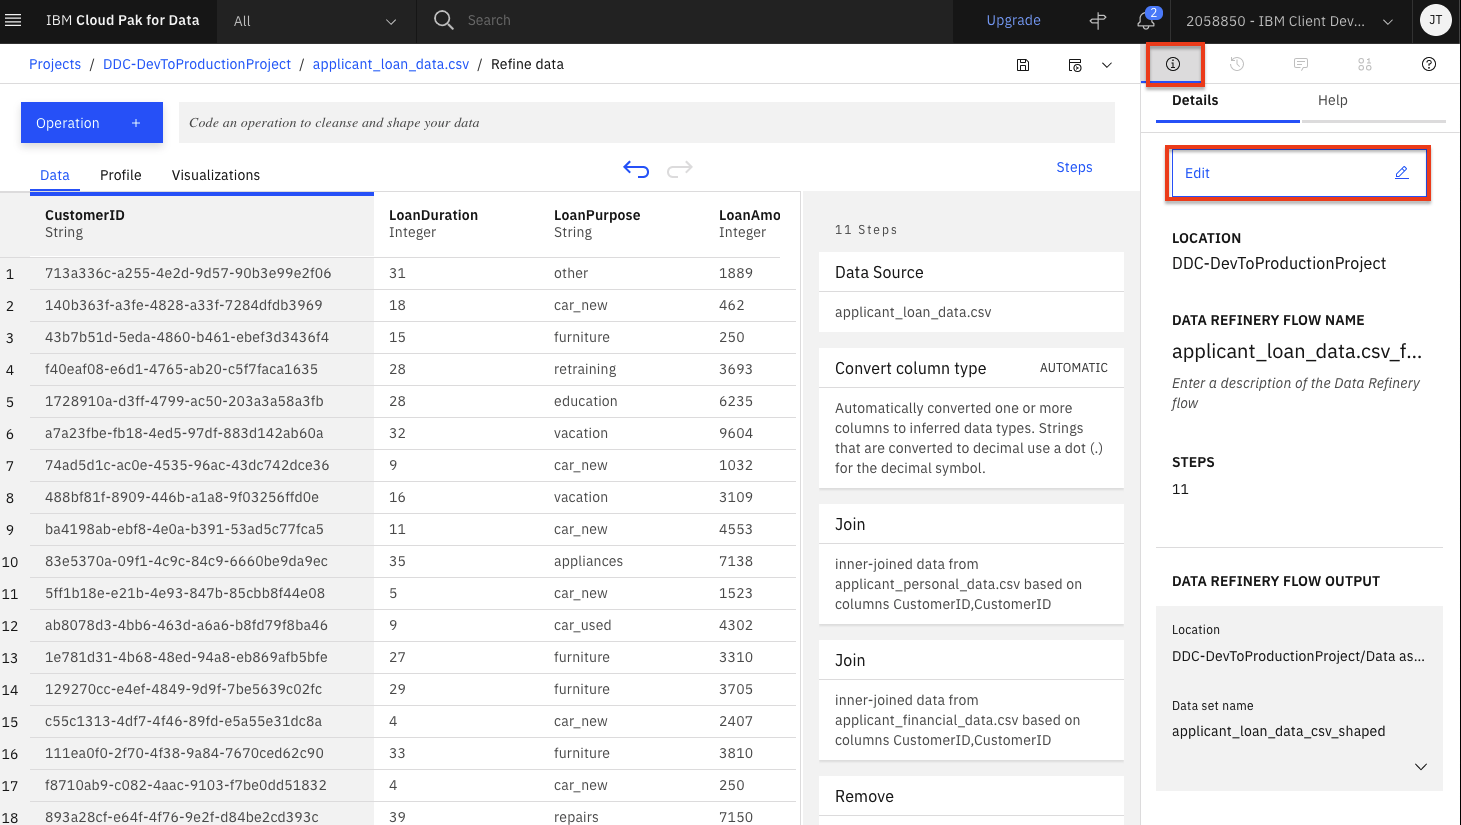 IBM Cloud Pak for Data
All
Search
Upgrade
2
2058850 - IBM Client Dev...
JT
Projects / DDC-DevToProductionProject / applicant_loan_data.csv / Refine data
Operation +
Code an operation to cleanse and shape your data
Data Profile Visualizations
Steps
CustomerID LoanDuration LoanPurpose LoanAmo
String Integer String Integer
1 713a336c-a255-4e2d-9d57-90b3e99e2f06 31 other 1889
2 140b363f-a3fe-4828-a33f-7284dfdb3969 18 car_new 462
3 43b7b51d-5eda-4860-b461-ebef3d3436f4 15 furniture 250
4 f40eaf08-e6d1-4765-ab20-c5f7faca1635 28 retraining 3693
5 1728910a-d3ff-4799-ac50-203a3a58a3fb 28 education 6235
6 a7a23fbe-fb18-4ed5-97df-883d142ab60a 32 vacation 9604
7 74ad5d1c-ac0e-4535-96ac-43dc742dce36 9 car_new 1032
8 488bf81f-8909-446b-a1a8-9f03256ffd0e 16 vacation 3109
9 ba4198ab-ebf8-4e0a-b391-53ad5c77fca5 11 car_new 4553
10 83e5370a-09f1-4c9c-84c9-6660be9da9ec 35 appliances 7138
11 5ff1b18e-e21b-4e93-847b-85cbb8f44e08 5 car_new 1523
12 ab8078d3-4bb6-463d-a6a6-b8fd79f8ba46 9 car_used 4302
13 1e781d31-4b68-48ed-94a8-eb869afb5bfe 27 furniture 3310
14 129270cc-e4ef-4849-9d9f-7be5639c02fc 29 furniture 3705
15 c55c1313-4df7-4f46-89fd-e5a55e31dc8a 4 car_new 2407
16 111ea0f0-2f70-4f38-9a84-7670ced62c90 33 furniture 3810
17 f8710ab9-c082-4aac-9103-f7be0dd51832 4 car_new 250
18 893a28cf-e64f-4f76-9e2f-d84be2cd393c 39 repairs 7150
11 Steps
Data Source
applicant_loan_data.csv
Convert column type AUTOMATIC
Automatically converted one or more
columns to inferred data types. Strings
that are converted to decimal use a dot (.)
for the decimal symbol.
Join
inner-joined data from
applicant_personal_data.csv based on
columns CustomerID,CustomerID
Join
inner-joined data from
applicant_financial_data.csv based on
columns CustomerID,CustomerID
Remove
Details Help
Edit
LOCATION
DDC-DevToProductionProject
DATA REFINERY FLOW NAME
applicant_loan_data.csv_f...
Enter a description of the Data Refinery
flow
STEPS
11
DATA REFINERY FLOW OUTPUT
Location
DDC-DevToProductionProject/Data as...
Data set name
applicant_loan_data_csv_shaped